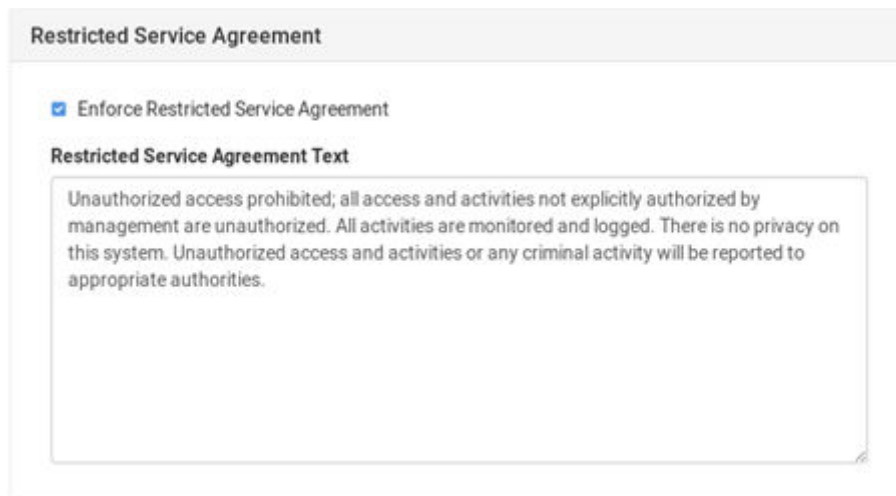 Restricted Service Agreement
Enforce Restricted Service Agreement
Restricted Service Agreement Text
Unauthorized access prohibited; all access and activities not explicitly authorized by
management are unauthorized. All activities are monitored and logged. There is no privacy on
this system. Unauthorized access and activities or any criminal activity will be reported to
appropriate authorities.